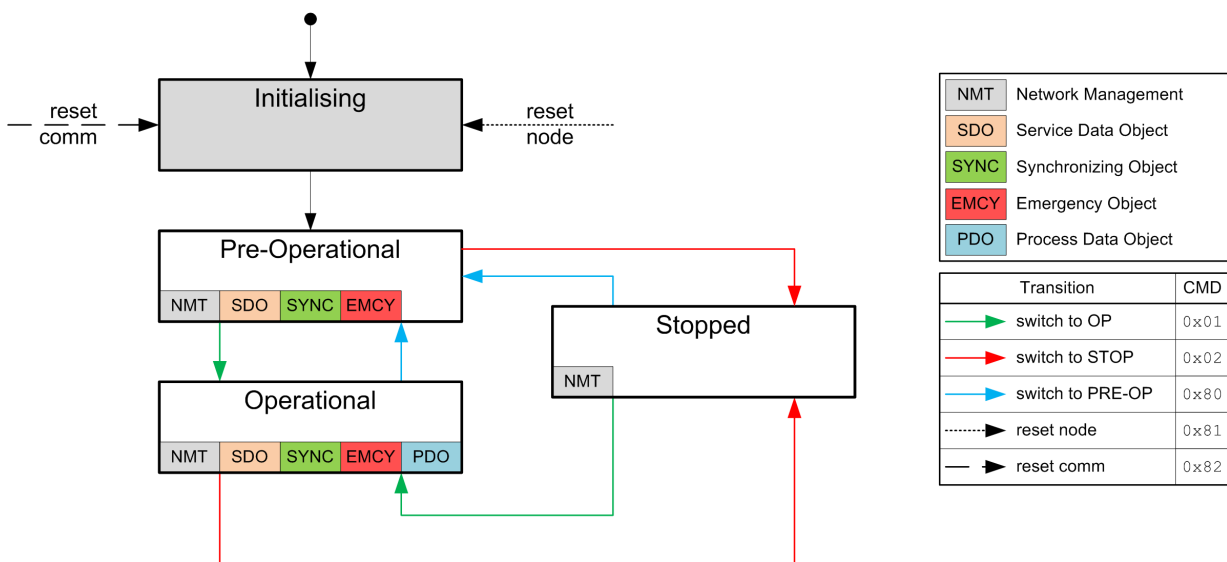 Initialising
reset
comm
reset
node
Pre-Operational
NMT SDO SYNC EMCY
Stopped
NMT
Operational
NMT SDO SYNC EMCY PDO
NMT Network Management
SDO Service Data Object
SYNC Synchronizing Object
EMCY Emergency Object
PDO Process Data Object
Transition CMD
switch to OP 0x01
switch to STOP 0x02
switch to PRE-OP 0x80
reset node 0x81
reset comm 0x82